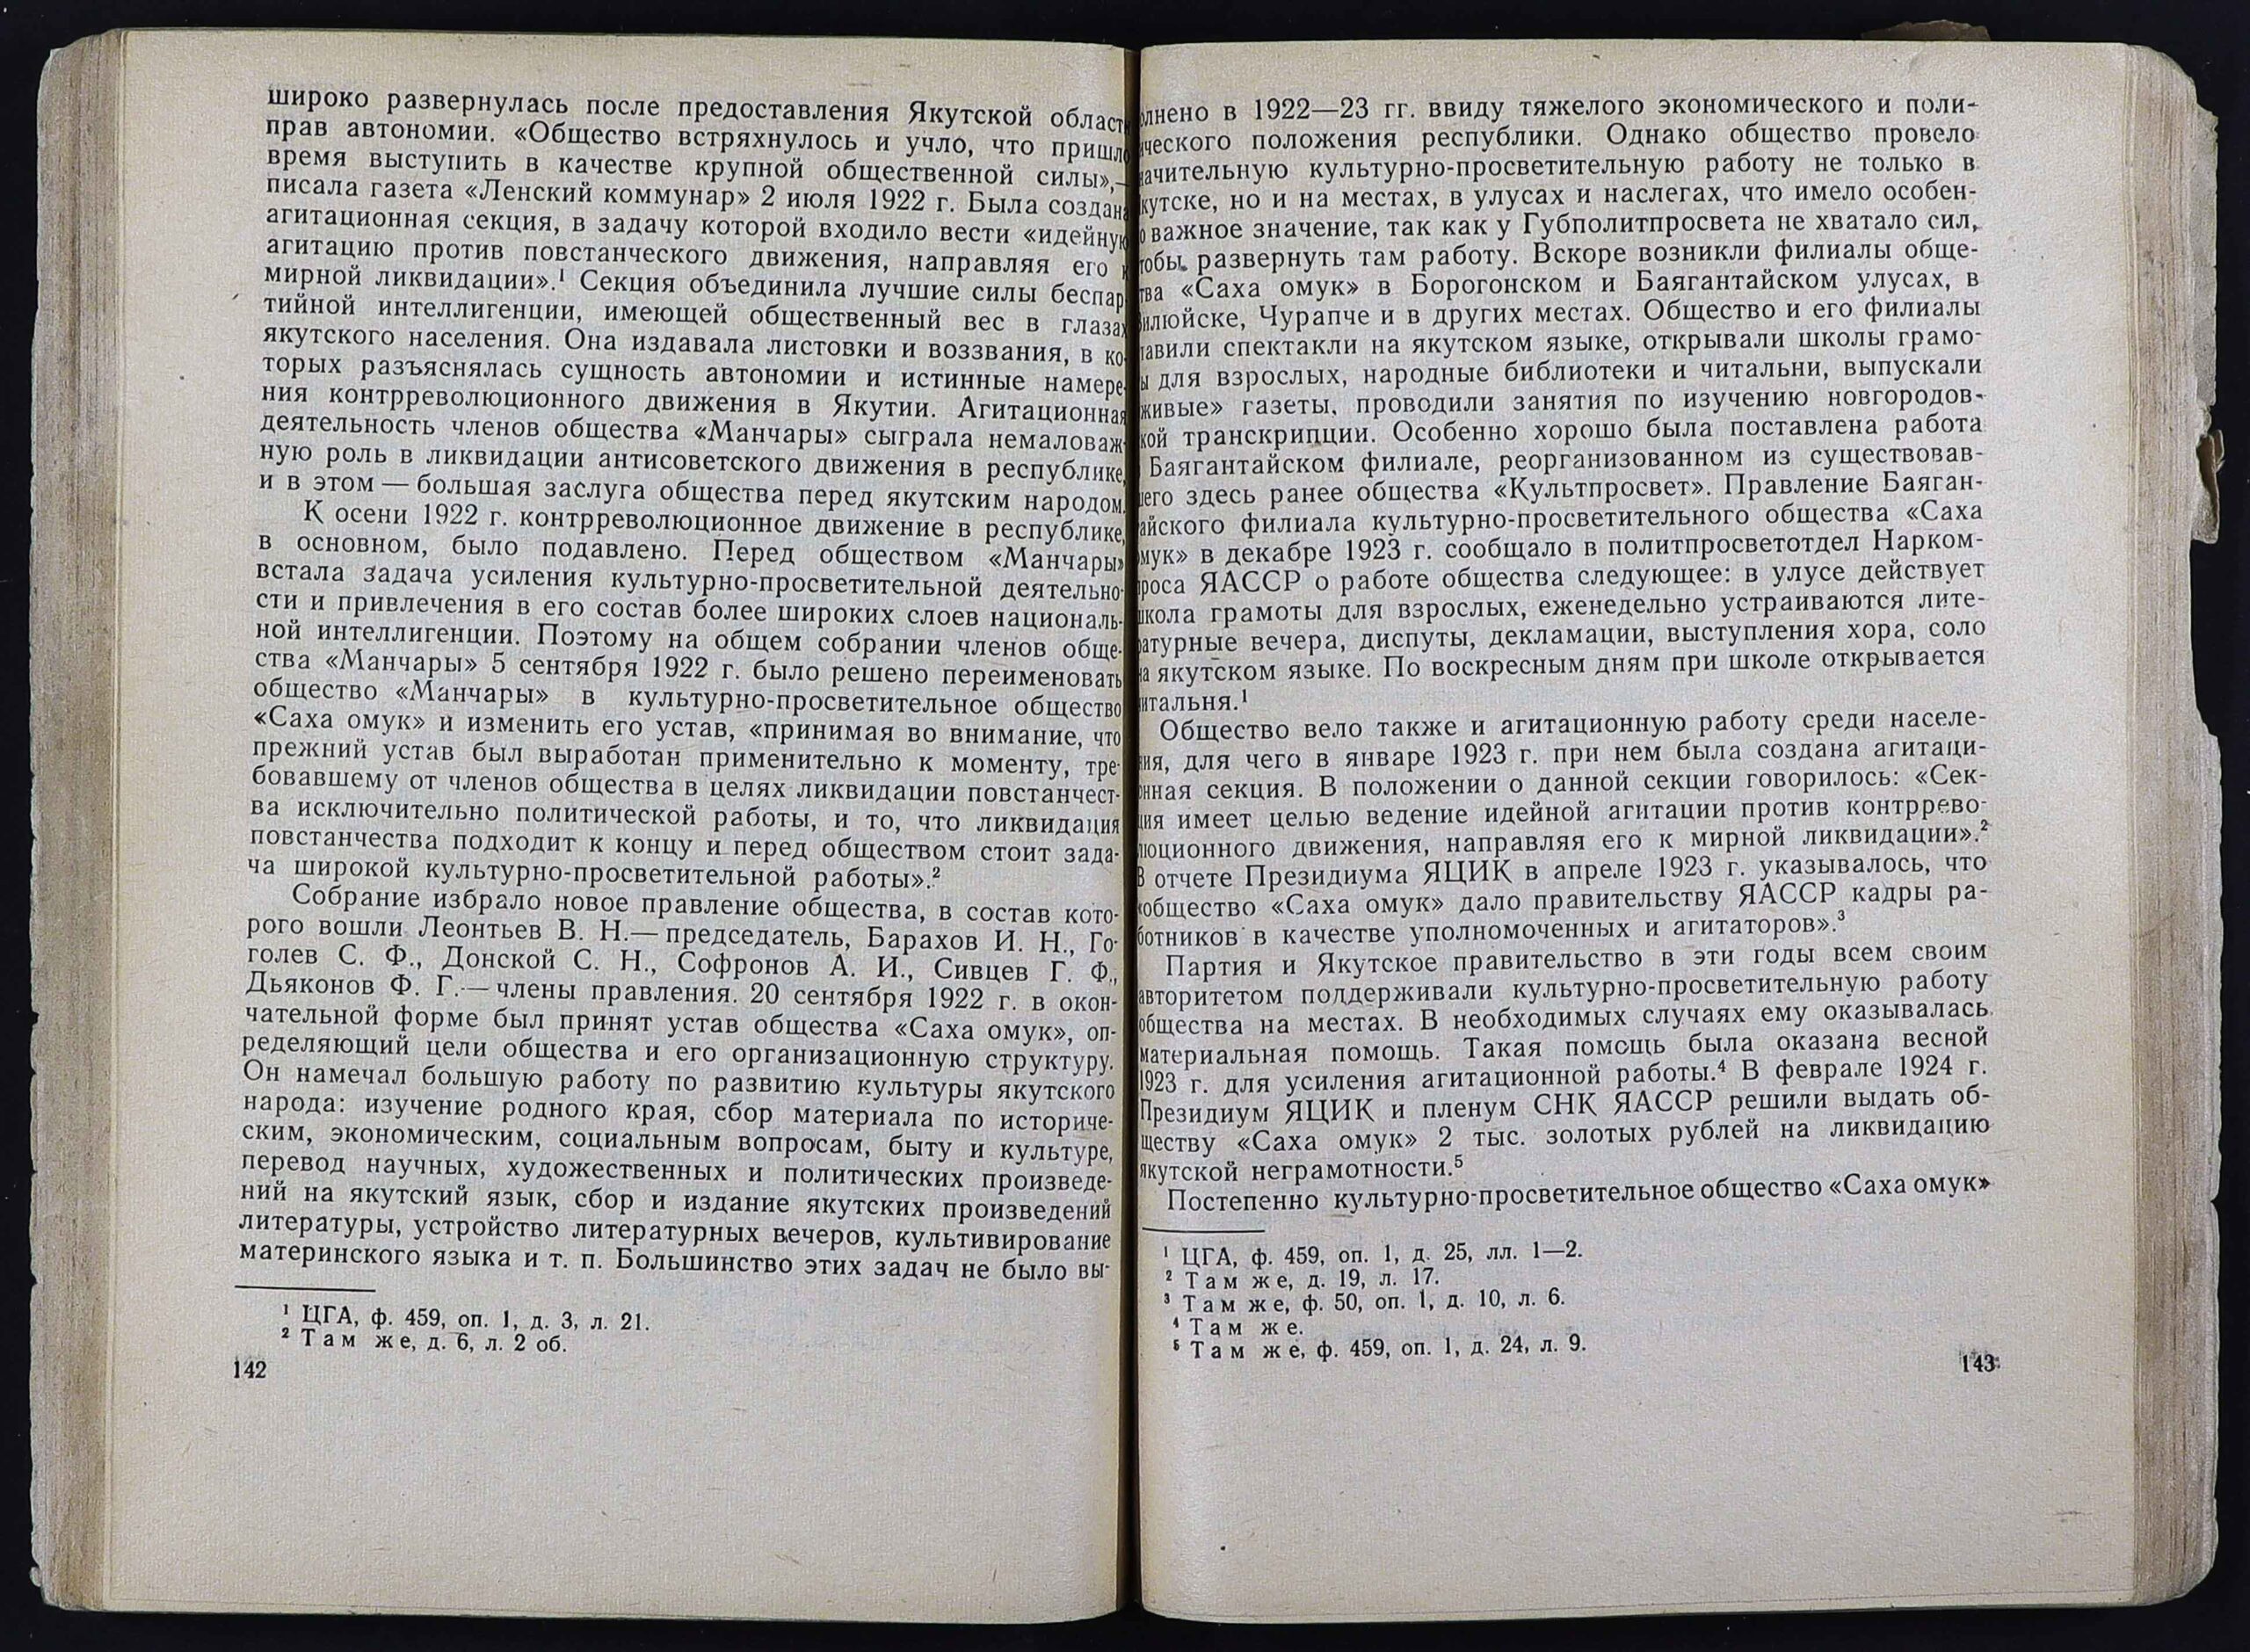 широко развернулась после предоставления Якутской област
прав автономии. «Общество встряхнулось и учло, что пришло
время выступить в качестве крупной общественной силы»,—
писала газета «Ленский коммунар» 2 июля 1922 г. Была создана
агитационная секция, в задачу которой входило вести «идейную
агитацию против повстанческого движения, направляя его к
мирной ликвидации».¹ Секция объединила лучшие силы беспар-
тийной интеллигенции, имеющей общественный вес в глазах
якутского населения. Она издавала листовки и воззвания, в ко-
торых разъяснялась сущность автономии и истинные намере-
ния контрреволюционного движения в Якутии. Агитационная
деятельность членов общества «Манчары» сыграла немаловаж-
ную роль в ликвидации антисоветского движения в республике,
и в этом — большая заслуга общества перед якутским народом.
К осени 1922 г. контрреволюционное движение в республике,
в основном, было подавлено. Перед обществом «Манчары»
встала задача усиления культурно-просветительной деятельно-
сти и привлечения в его состав более широких слоев националь-
ной интеллигенции. Поэтому на общем собрании членов обще-
ства «Манчары» 5 сентября 1922 г. было решено переименовать
общество «Манчары» в культурно-просветительное общество
«Саха омук» и изменить его устав, «принимая во внимание, что
прежний устав был выработан применительно к моменту, тре-
бовавшему от членов общества в целях ликвидации повстанчест-
ва исключительно политической работы, и то, что ликвидация
повстанчества подходит к концу и перед обществом стоит зада-
ча широкой культурно-просветительной работы».²
Собрание избрало новое правление общества, в состав кото-
рого вошли Леонтьев В. Н.— председатель, Барахов И. Н., Го-
голев С. Ф., Донской С. Н., Софронов А. И., Сивцев Г. Ф.,
Дьяконов Ф. Г.— члены правления. 20 сентября 1922 г. в окон-
чательной форме был принят устав общества «Саха омук», оп-
ределяющий цели общества и его организационную структуру.
Он намечал большую работу по развитию культуры якутского
народа: изучение родного края, сбор материала по историче-
ским, экономическим, социальным вопросам, быту и культуре,
перевод научных, художественных и политических произведе-
ний на якутский язык, сбор и издание якутских произведений
литературы, устройство литературных вечеров, культивирование
материнского языка и т. п. Большинство этих задач не было вы-
¹ ЦГА, ф. 459, оп. 1, д. 3, л. 21.
² Там же, д. 6, л. 2 об.
142
олнено в 1922—23 гг. ввиду тяжелого экономического и поли-
ческого положения республики. Однако общество провело
ачительную культурно-просветительную работу не только в
кутске, но и на местах, в улусах и наслегах, что имело особен-
о важное значение, так как у Губполитпросвета не хватало сил,
тобы развернуть там работу. Вскоре возникли филиалы обще-
тва «Саха омук» в Борогонском и Баягантайском улусах, в
илюйске, Чурапче и в других местах. Общество и его филиалы
тавили спектакли на якутском языке, открывали школы грамо-
ы для взрослых, народные библиотеки и читальни, выпускали
живые» газеты, проводили занятия по изучению новгородов-
кой транскрипции. Особенно хорошо была поставлена работа
Баягантайском филиале, реорганизованном из существовав-
его здесь ранее общества «Культпросвет». Правление Баяган-
айского филиала культурно-просветительного общества «Саха
мук» в декабре 1923 г. сообщало в политпросветотдел Нарком-
роса ЯАССР о работе общества следующее: в улусе действует
кола грамоты для взрослых, еженедельно устраиваются лите-
атурные вечера, диспуты, декламации, выступления хора, соло
а якутском языке. По воскресным дням при школе открывается
итальня.¹
Общество вело также и агитационную работу среди населе-
ия, для чего в январе 1923 г. при нем была создана агитаци-
нная секция. В положении о данной секции говорилось: «Сек-
ия имеет целью ведение идейной агитации против контррево-
юционного движения, направляя его к мирной ликвидации».²
В отчете Президиума ЯЦИК в апреле 1923 г. указывалось, что
«общество «Саха омук» дало правительству ЯАССР кадры ра-
ботников в качестве уполномоченных и агитаторов».³
Партия и Якутское правительство в эти годы всем своим
авторитетом поддерживали культурно-просветительную работу
общества на местах. В необходимых случаях ему оказывалась
материальная помощь. Такая помощь была оказана весной
1923 г. для усиления агитационной работы.⁴ В феврале 1924 г.
Президиум ЯЦИК и пленум СНК ЯАССР решили выдать об-
ществу «Саха омук» 2 тыс. золотых рублей на ликвидацию
якутской неграмотности.⁵
Постепенно культурно-просветительное общество «Саха омук»
¹ ЦГА, ф. 459, оп. 1, д. 25, лл. 1—2.
² Там же, д. 19, л. 17.
³ Там же, ф. 50, оп. 1, д. 10, л. 6.
⁴ Там же.
⁵ Там же, ф. 459, оп. 1, д. 24, л. 9.
143